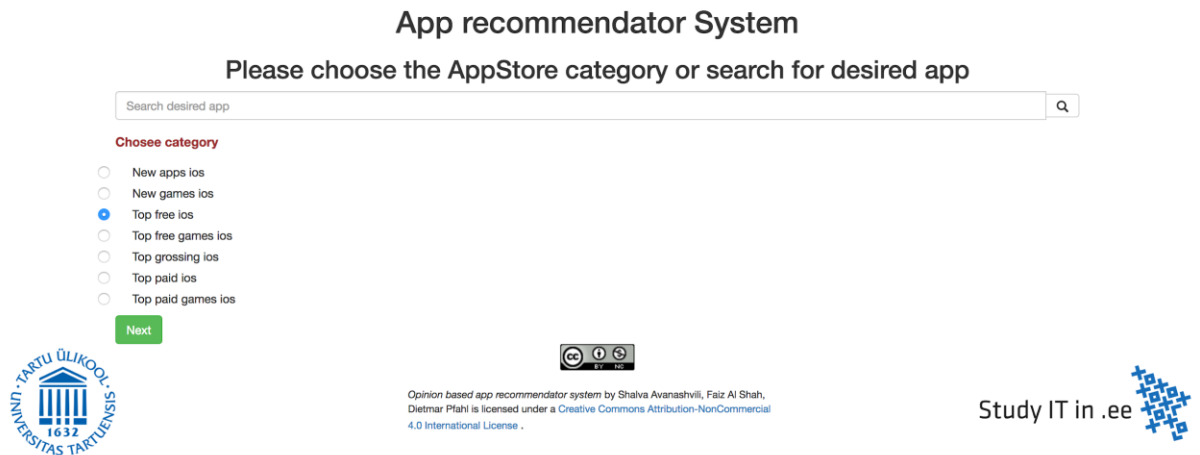 App recommendator System
Please choose the AppStore category or search for desired app
Search desired app
Chosee category
New apps ios
New games ios
Top free ios
Top free games ios
Top grossing ios
Top paid ios
Top paid games ios
Next
TARTU ÜLIKOOL · UNIVERSITAS TARTUENSIS ·
1632
cc
BY NC
Opinion based app recommendator system by Shalva Avanashvili, Faiz Al Shah,
Dietmar Pfahl is licensed under a Creative Commons Attribution-NonCommercial
4.0 International License .
Study IT in .ee